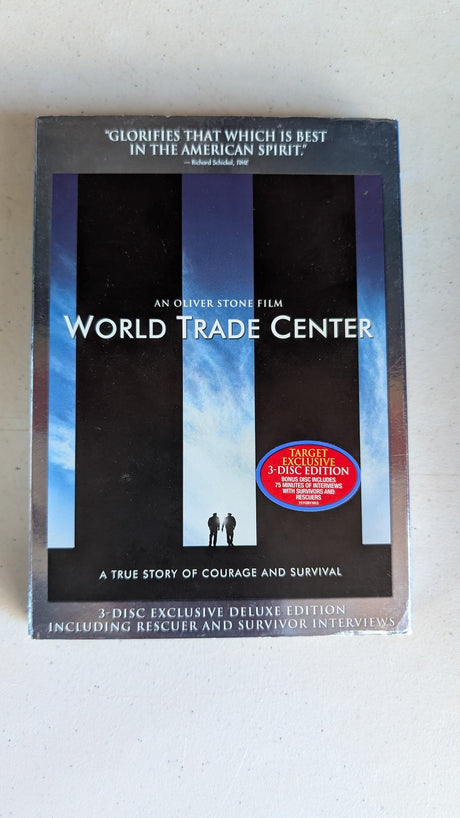 "GLORIFIES THAT WHICH IS BEST
IN THE AMERICAN SPIRIT."
— Richard Schickel, TIME
AN OLIVER STONE FILM
WORLD TRADE CENTER
TARGET
EXCLUSIVE
3-DISC EDITION
BONUS DISC INCLUDES
75 MINUTES OF INTERVIEWS
WITH SURVIVORS AND
RESCUERS
A TRUE STORY OF COURAGE AND SURVIVAL
3-DISC EXCLUSIVE DELUXE EDITION
INCLUDING RESCUER AND SURVIVOR INTERVIEWS